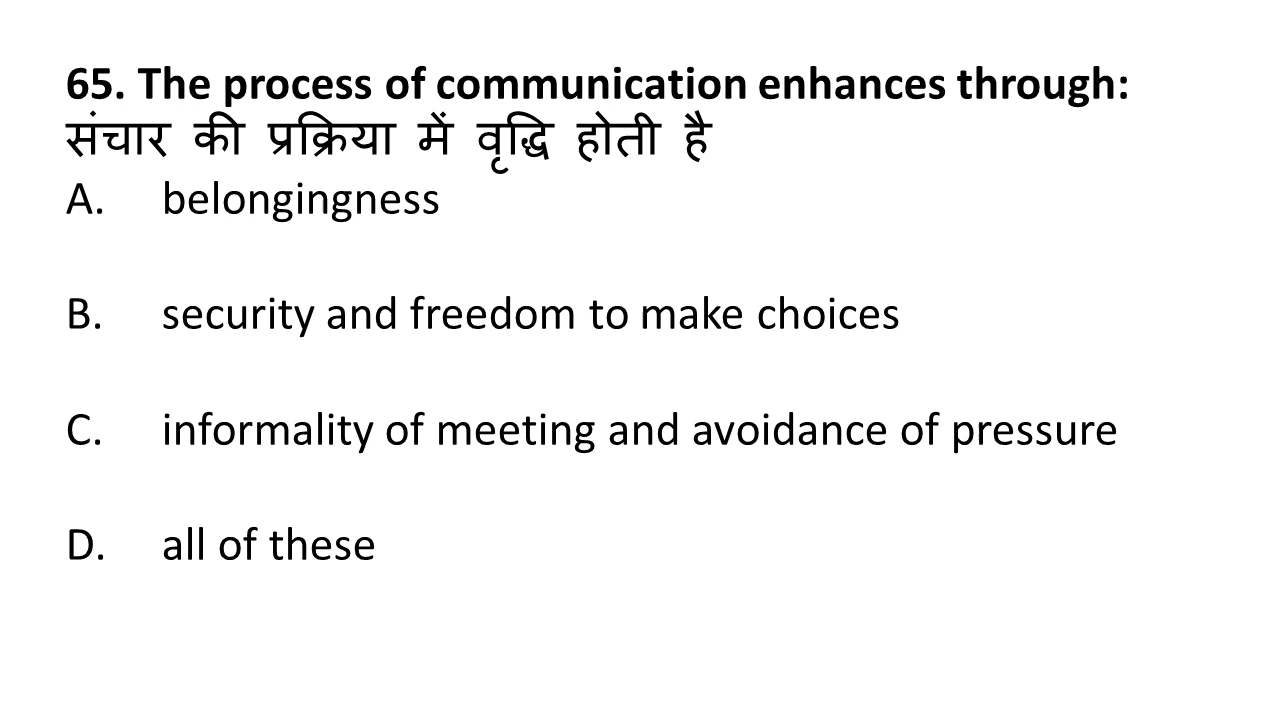 65. The process of communication enhances through:
संचार की प्रक्रिया में वृद्धि होती है
A. belongingness
B. security and freedom to make choices
C. informality of meeting and avoidance of pressure
D. all of these